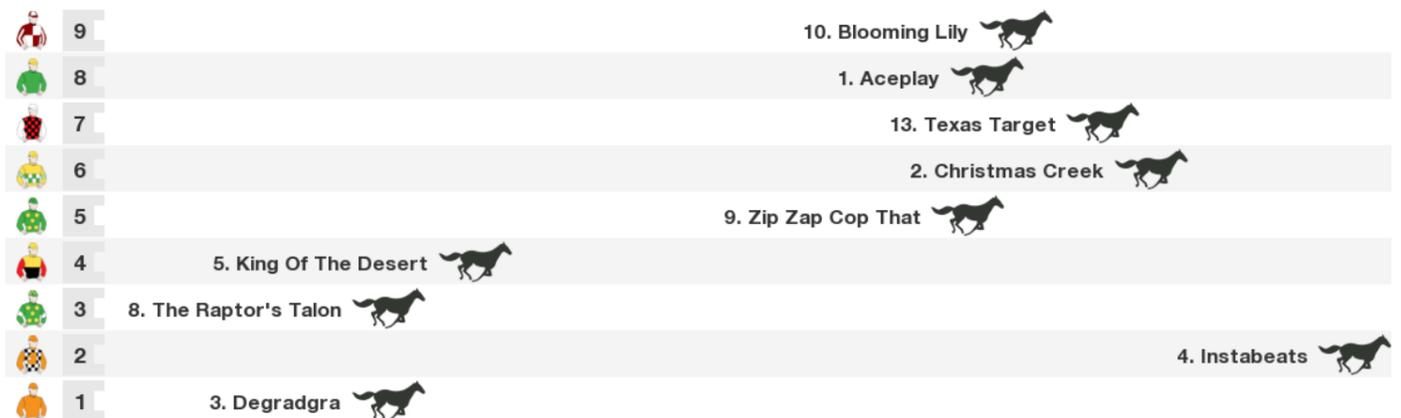 9 10. Blooming Lily
8 1. Aceplay
7 13. Texas Target
6 2. Christmas Creek
5 9. Zip Zap Cop That
4 5. King Of The Desert
3 8. The Raptor's Talon
2 4. Instabeats
1 3. Degradgra